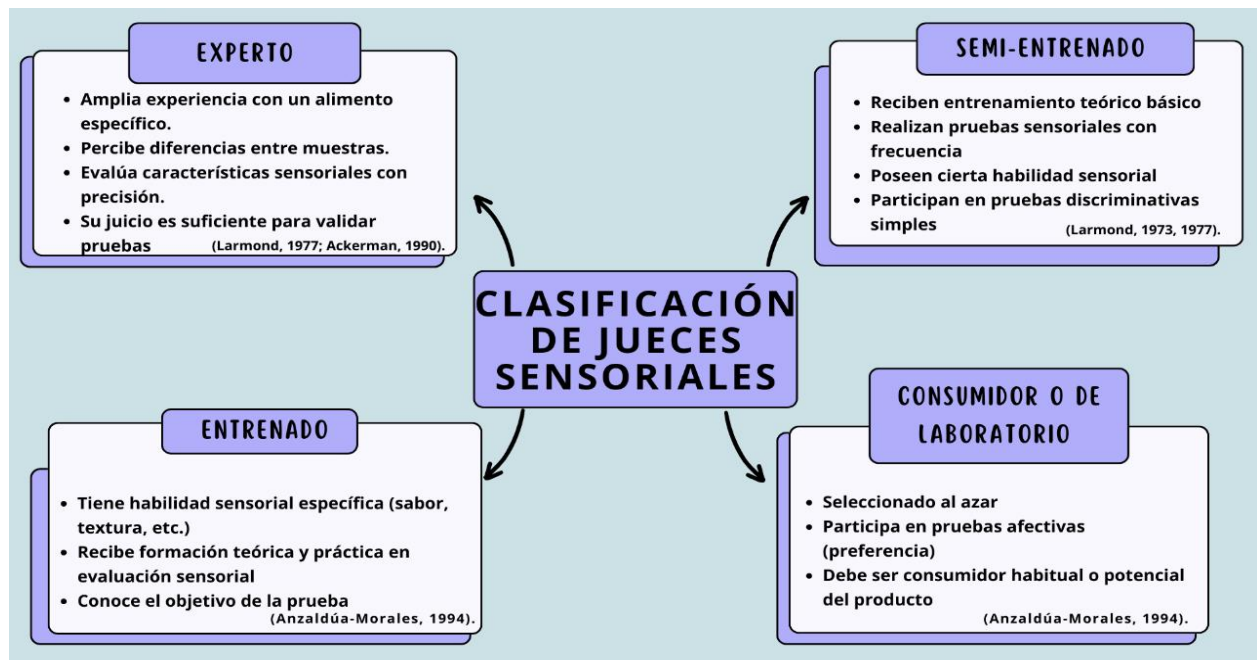 EXPERTO
• Amplia experiencia con un alimento
específico.
• Percibe diferencias entre muestras.
• Evalúa características sensoriales con
precisión.
• Su juicio es suficiente para validar
pruebas (Larmond, 1977; Ackerman, 1990).
SEMI-ENTRENADO
• Reciben entrenamiento teórico básico
• Realizan pruebas sensoriales con
frecuencia
• Poseen cierta habilidad sensorial
• Participan en pruebas discriminativas
simples (Larmond, 1973, 1977).
CLASIFICACIÓN
DE JUECES
SENSORIALES
ENTRENADO
• Tiene habilidad sensorial específica (sabor,
textura, etc.)
• Recibe formación teórica y práctica en
evaluación sensorial
• Conoce el objetivo de la prueba
(Anzaldúa-Morales, 1994).
CONSUMIDOR O DE
LABORATORIO
• Seleccionado al azar
• Participa en pruebas afectivas
(preferencia)
• Debe ser consumidor habitual o potencial
del producto
(Anzaldúa-Morales, 1994).